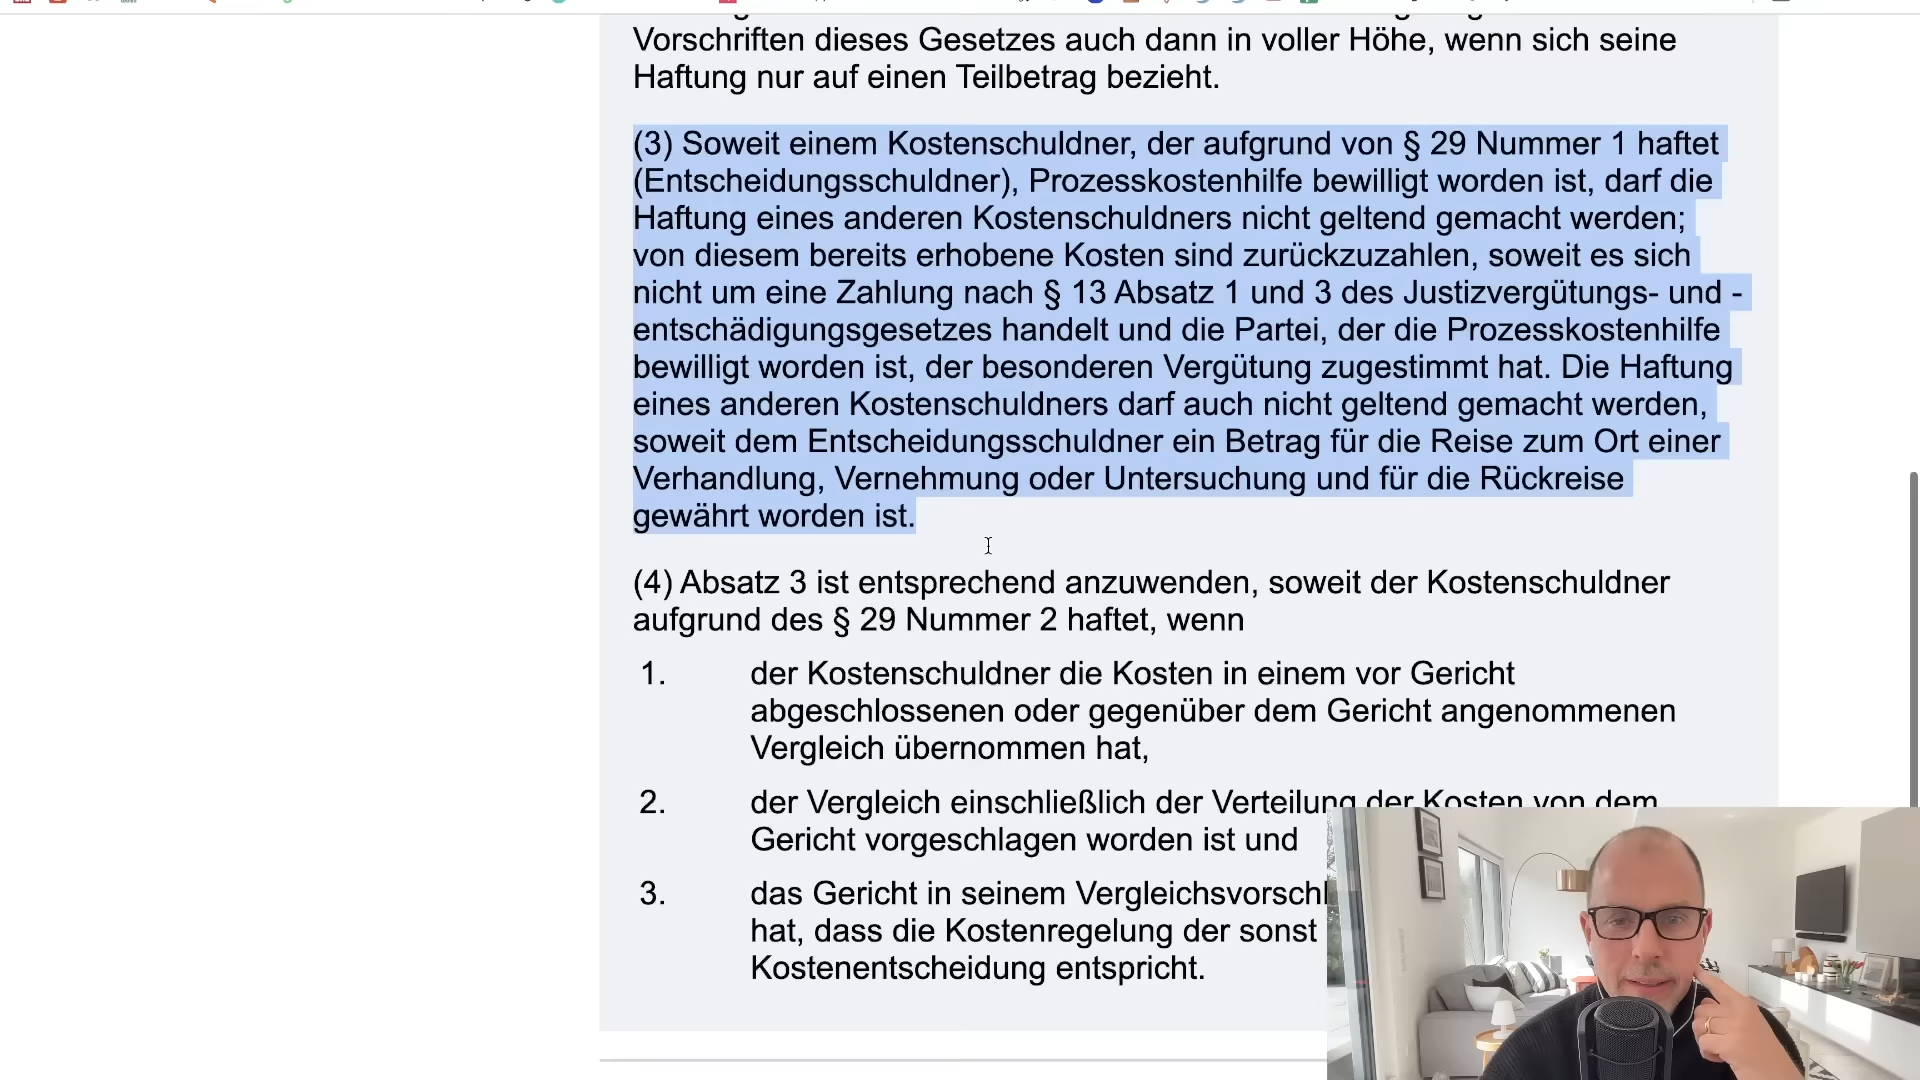 Vorschriften dieses Gesetzes auch dann in voller Höhe, wenn sich seine
Haftung nur auf einen Teilbetrag bezieht.
(3) Soweit einem Kostenschuldner, der aufgrund von § 29 Nummer 1 haftet
(Entscheidungsschuldner), Prozesskostenhilfe bewilligt worden ist, darf die
Haftung eines anderen Kostenschuldners nicht geltend gemacht werden;
von diesem bereits erhobene Kosten sind zurückzuzahlen, soweit es sich
nicht um eine Zahlung nach § 13 Absatz 1 und 3 des Justizvergütungs- und -
entschädigungsgesetzes handelt und die Partei, der die Prozesskostenhilfe
bewilligt worden ist, der besonderen Vergütung zugestimmt hat. Die Haftung
eines anderen Kostenschuldners darf auch nicht geltend gemacht werden,
soweit dem Entscheidungsschuldner ein Betrag für die Reise zum Ort einer
Verhandlung, Vernehmung oder Untersuchung und für die Rückreise
gewährt worden ist.
(4) Absatz 3 ist entsprechend anzuwenden, soweit der Kostenschuldner
aufgrund des § 29 Nummer 2 haftet, wenn
1. der Kostenschuldner die Kosten in einem vor Gericht
abgeschlossenen oder gegenüber dem Gericht angenommenen
Vergleich übernommen hat,
2. der Vergleich einschließlich der Verteilung der Kosten von dem
Gericht vorgeschlagen worden ist und
3. das Gericht in seinem Vergleichsvorschl
hat, dass die Kostenregelung der sonst
Kostenentscheidung entspricht.